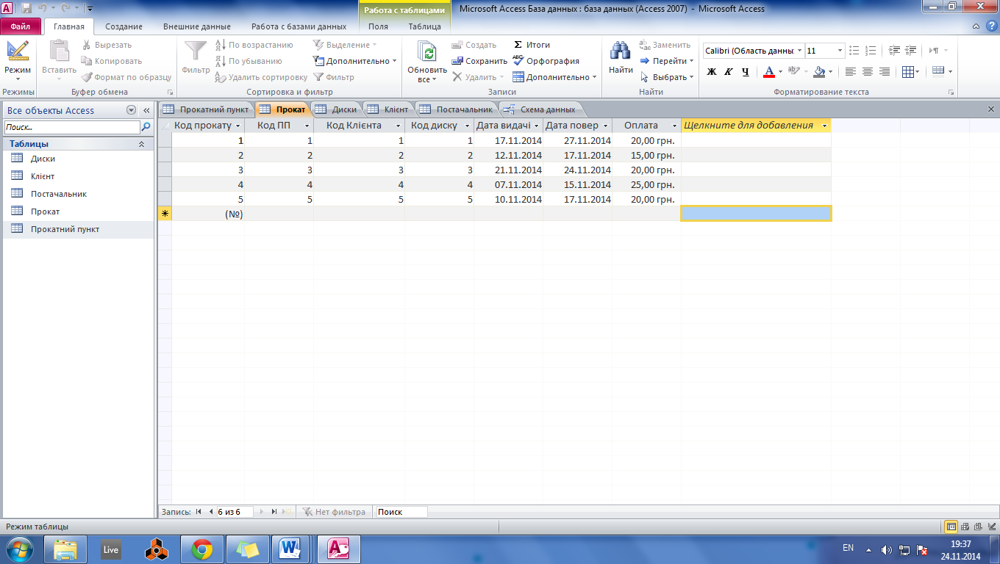 Работа с таблицами
Microsoft Access База данных : база данных (Access 2007) - Microsoft Access
Файл Главная Создание Внешние данные Работа с базами данных Поля Таблица
Режим
Режимы
Вставить
Вырезать
Копировать
Формат по образцу
Буфер обмена
Фильтр
По возрастанию
По убыванию
Удалить сортировку
Выделение
Дополнительно
Фильтр
Сортировка и фильтр
Обновить
все
Создать
Сохранить
Удалить
Σ Итоги
ABC Орфография
Дополнительно
Записи
Найти
Заменить
Перейти
Выбрать
Найти
Calibri (Область данны 11
Ж К Ч
Форматирование текста
Все объекты Access
Поиск...
Таблицы
Диски
Клієнт
Постачальник
Прокат
Прокатний пункт
Прокатний пункт Прокат Диски Клієнт Постачальник Схема данных
Код прокату Код ПП Код Клієнта Код диску Дата видачі Дата повер Оплата Щелкните для добавления
1 1 1 1 17.11.2014 27.11.2014 20,00 грн.
2 2 2 2 12.11.2014 17.11.2014 15,00 грн.
3 3 3 3 21.11.2014 24.11.2014 20,00 грн.
4 4 4 4 07.11.2014 15.11.2014 25,00 грн.
5 5 5 5 10.11.2014 17.11.2014 20,00 грн.
(№)
Запись: 6 из 6 Нет фильтра Поиск
Режим таблицы
Live
EN
19:37
24.11.2014